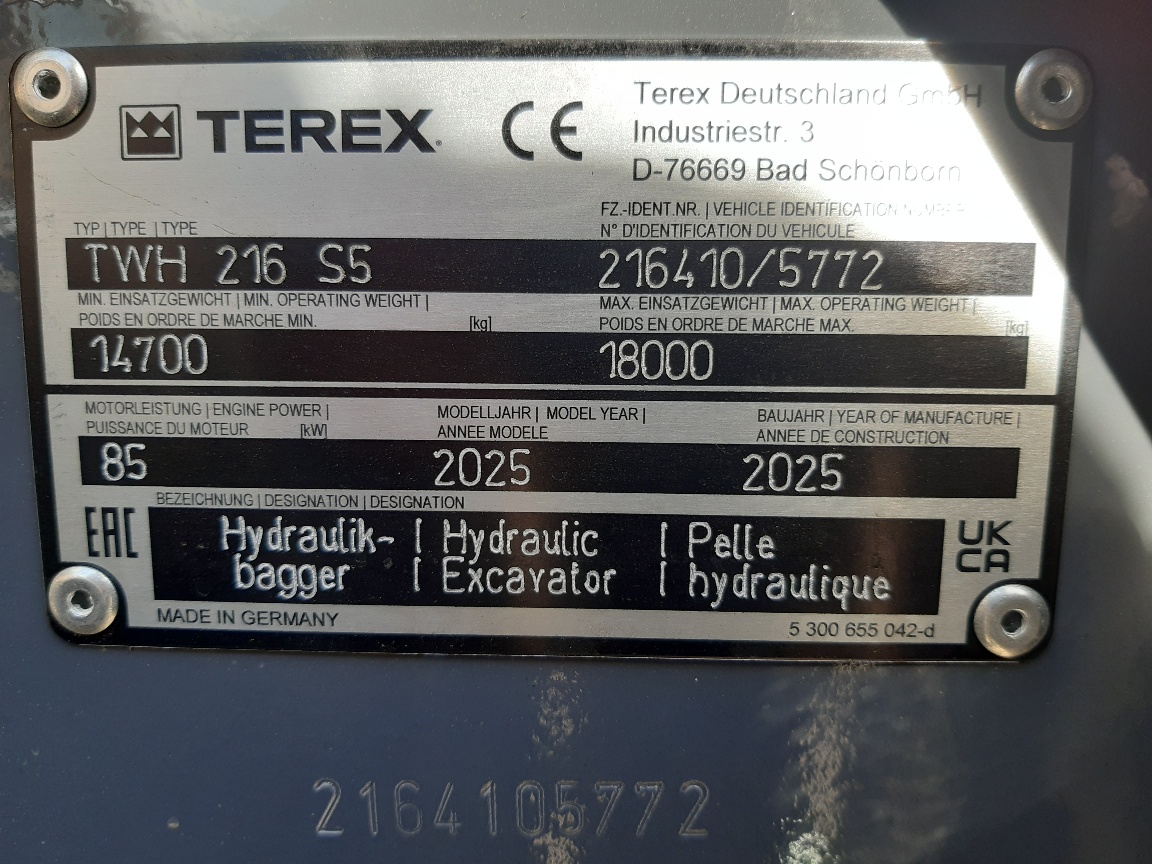 TEREX. CE
Terex Deutschland GmbH
Industriestr. 3
D-76669 Bad Schönborn
FZ.-IDENT.NR. | VEHICLE IDENTIFICATION NUMBER
TYP | TYPE | TYPE
N° D'IDENTIFICATION DU VEHICULE
TWH 216 S5 216410/5772
MIN. EINSATZGEWICHT | MIN. OPERATING WEIGHT |
POIDS EN ORDRE DE MARCHE MIN. [kg]
MAX. EINSATZGEWICHT | MAX. OPERATING WEIGHT |
POIDS EN ORDRE DE MARCHE MAX. [kg]
14700 18000
MOTORLEISTUNG | ENGINE POWER |
PUISSANCE DU MOTEUR [kW]
MODELLJAHR | MODEL YEAR |
ANNEE MODELE
BAUJAHR | YEAR OF MANUFACTURE |
ANNEE DE CONSTRUCTION
85 2025 2025
BEZEICHNUNG | DESIGNATION | DESIGNATION
EAC
Hydraulik- | Hydraulic | Pelle
bagger | Excavator | hydraulique
UK
CA
MADE IN GERMANY
5 300 655 042-d
2164105772